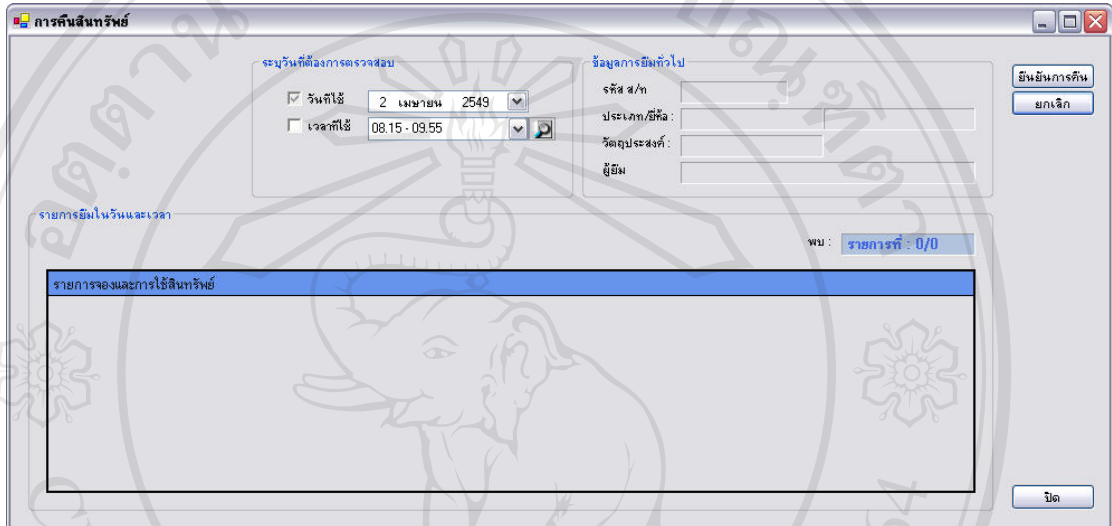 การคืนสินทรัพย์
ระบุวันที่ต้องการตรวจสอบ
วันที่ใช้ 2 เมษายน 2549
เวลาที่ใช้ 08.15 - 09.55
ข้อมูลการยืมทั่วไป
รหัส ส/ท
ประเภท/ยี่ห้อ :
วัตถุประสงค์ :
ผู้ยืม
ยืนยันการคืน
ยกเลิก
รายการยืมในวันและเวลา
พบ : รายการที่ : 0/0
รายการจองและการใช้สินทรัพย์
ปิด